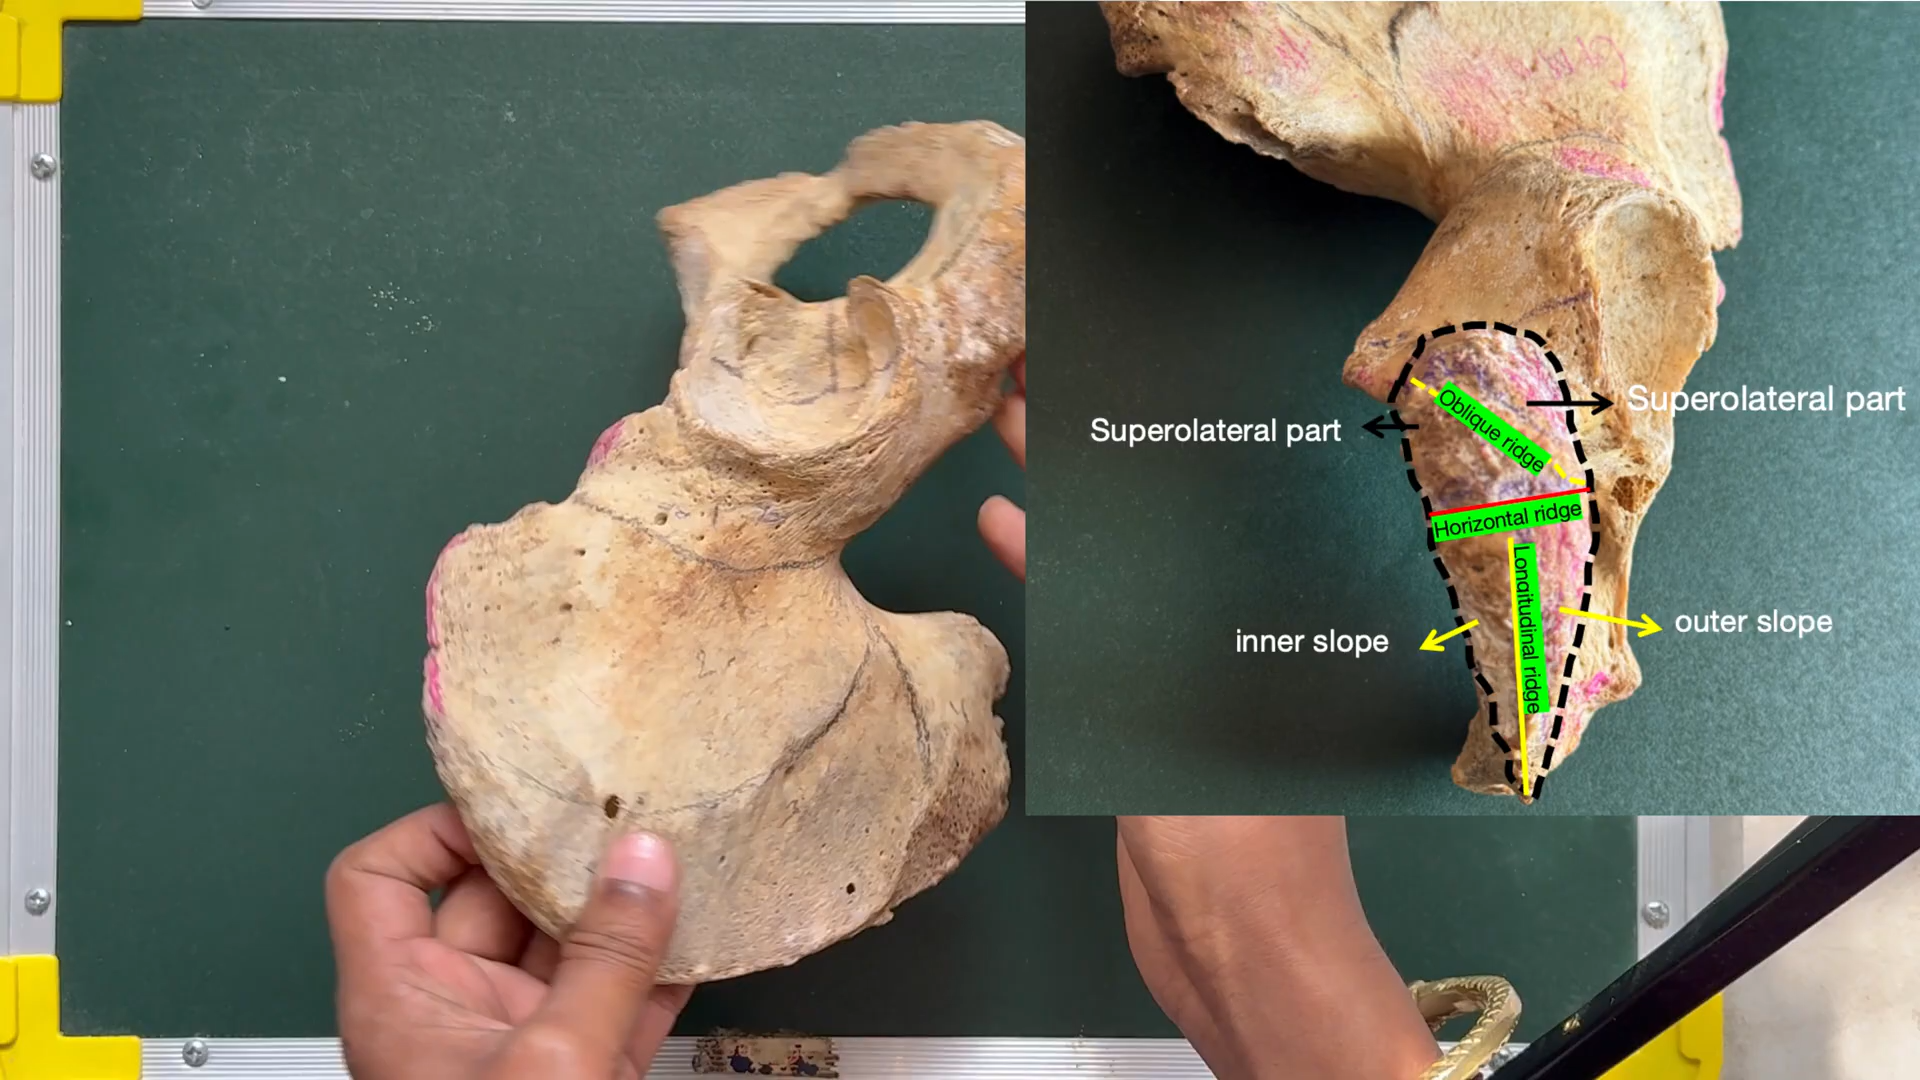 Superolateral part
Superolateral part
Oblique ridge
Horizontal ridge
Longitudinal ridge
inner slope
outer slope